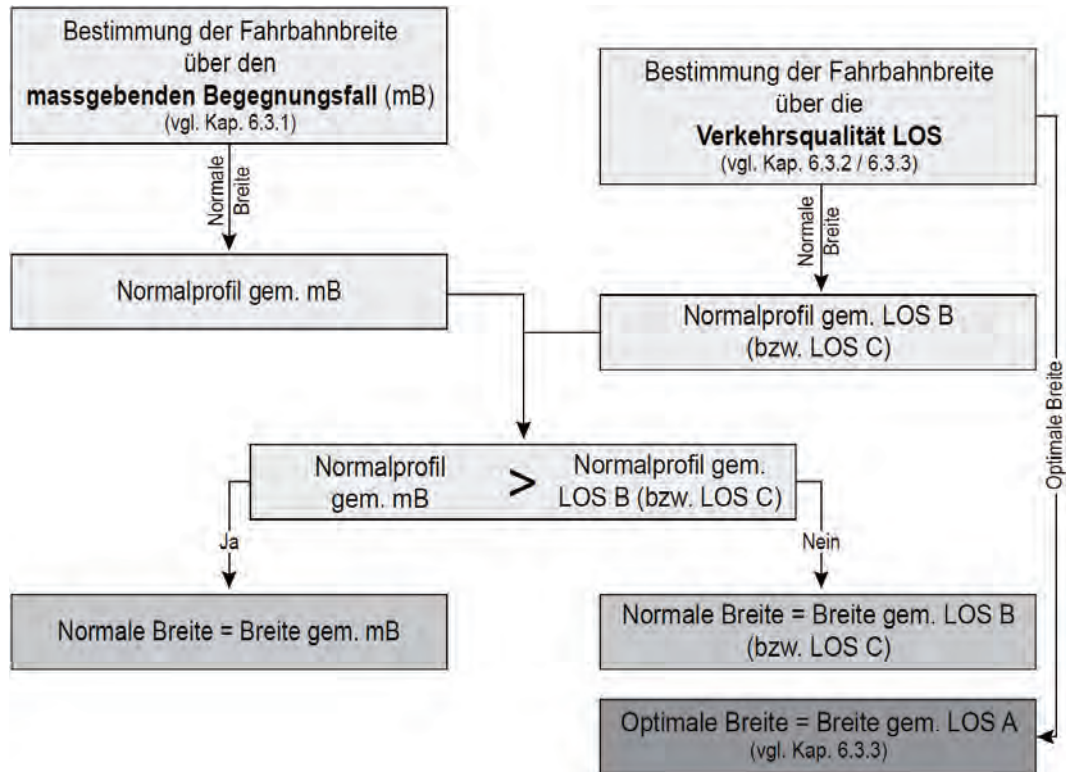 Bestimmung der Fahrbahnbreite
über den
massgebenden Begegnungsfall (mB)
(vgl. Kap. 6.3.1)
Bestimmung der Fahrbahnbreite
über die
Verkehrsqualität LOS
(vgl. Kap. 6.3.2 / 6.3.3)
Normale
Breite
Normale
Breite
Normalprofil gem. mB
Normalprofil gem. LOS B
(bzw. LOS C)
Optimale Breite
Normalprofil
gem. mB
>
Normalprofil gem.
LOS B (bzw. LOS C)
Ja
Nein
Normale Breite = Breite gem. mB
Normale Breite = Breite gem. LOS B
(bzw. LOS C)
Optimale Breite = Breite gem. LOS A
(vgl. Kap. 6.3.3)